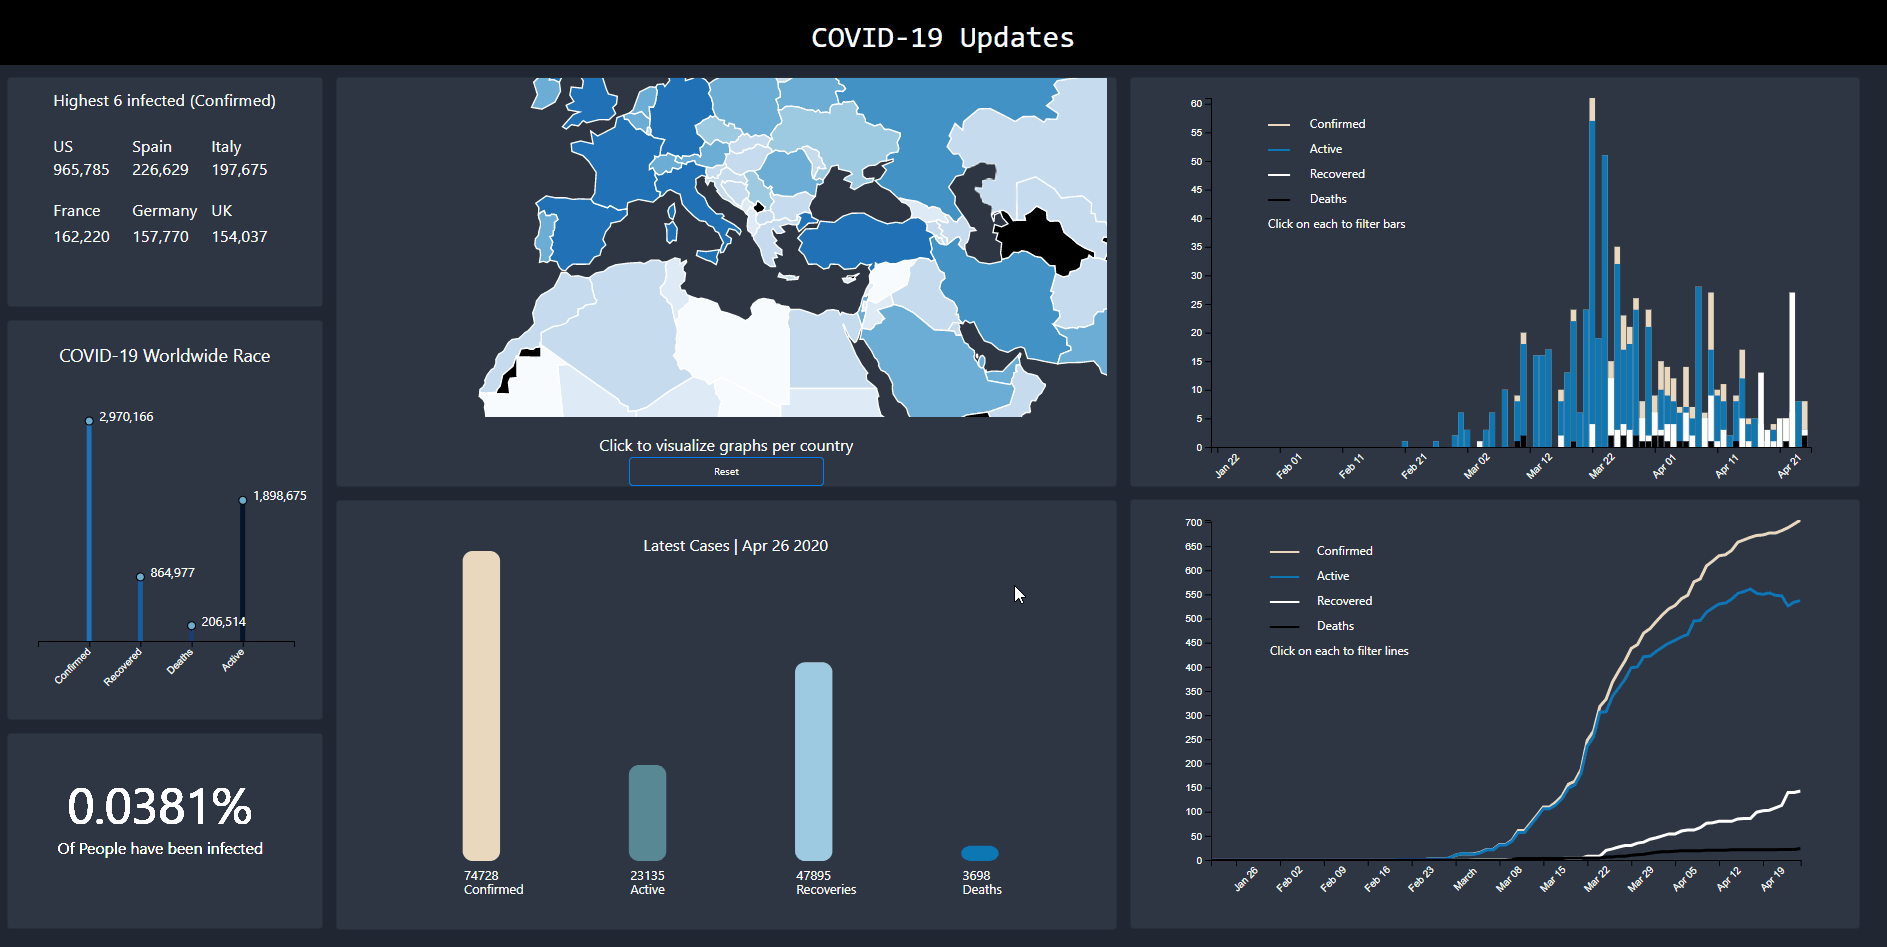 COVID-19 Updates
Highest 6 infected (Confirmed)
US Spain Italy
965,785 226,629 197,675
France Germany UK
162,220 157,770 154,037
COVID-19 Worldwide Race
2,970,166
1,898,675
864,977
206,514
Confirmed Recovered Deaths Active
0.0381%
Of People have been infected
Click to visualize graphs per country
Reset
Latest Cases | Apr 26 2020
74728 23135 47895 3698
Confirmed Active Recoveries Deaths
60
55
50
45
40
35
30
25
20
15
10
5
0
Confirmed
Active
Recovered
Deaths
Click on each to filter bars
Jan 22 Feb 01 Feb 11 Feb 21 Mar 02 Mar 12 Mar 22 Apr 01 Apr 11 Apr 21
700
650
600
550
500
450
400
350
300
250
200
150
100
50
0
Confirmed
Active
Recovered
Deaths
Click on each to filter lines
Jan 26 Feb 02 Feb 09 Feb 16 Feb 23 March Mar 08 Mar 15 Mar 22 Mar 29 Apr 05 Apr 12 Apr 19